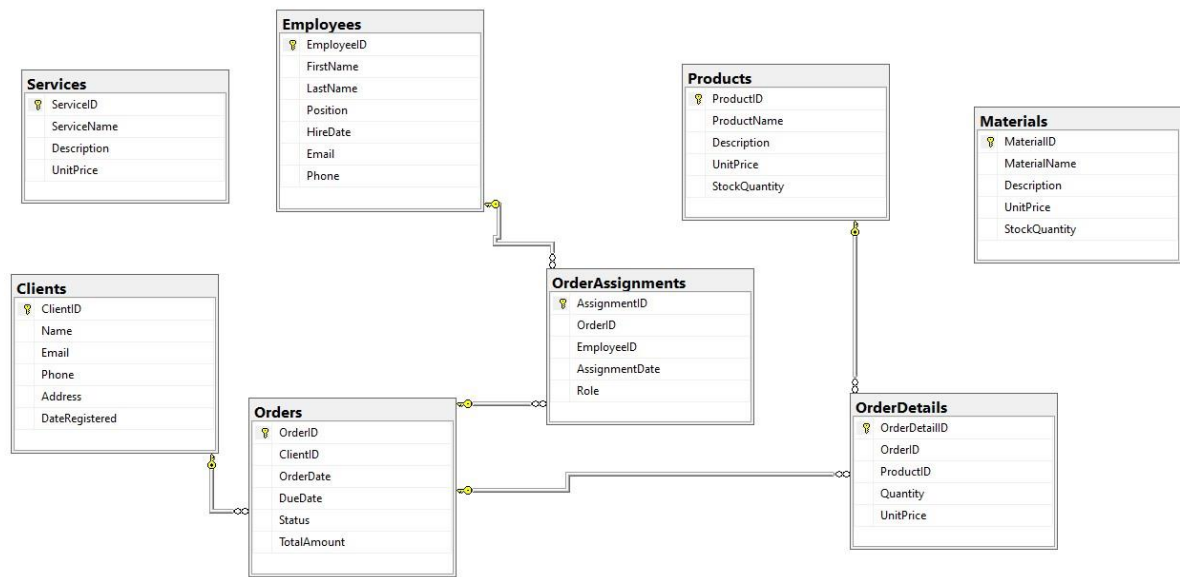 Employees
EmployeeID
FirstName
LastName
Position
HireDate
Email
Phone
Services
ServiceID
ServiceName
Description
UnitPrice
Products
ProductID
ProductName
Description
UnitPrice
StockQuantity
Materials
MaterialID
MaterialName
Description
UnitPrice
StockQuantity
Clients
ClientID
Name
Email
Phone
Address
DateRegistered
OrderAssignments
AssignmentID
OrderID
EmployeeID
AssignmentDate
Role
Orders
OrderID
ClientID
OrderDate
DueDate
Status
TotalAmount
OrderDetails
OrderDetailID
OrderID
ProductID
Quantity
UnitPrice